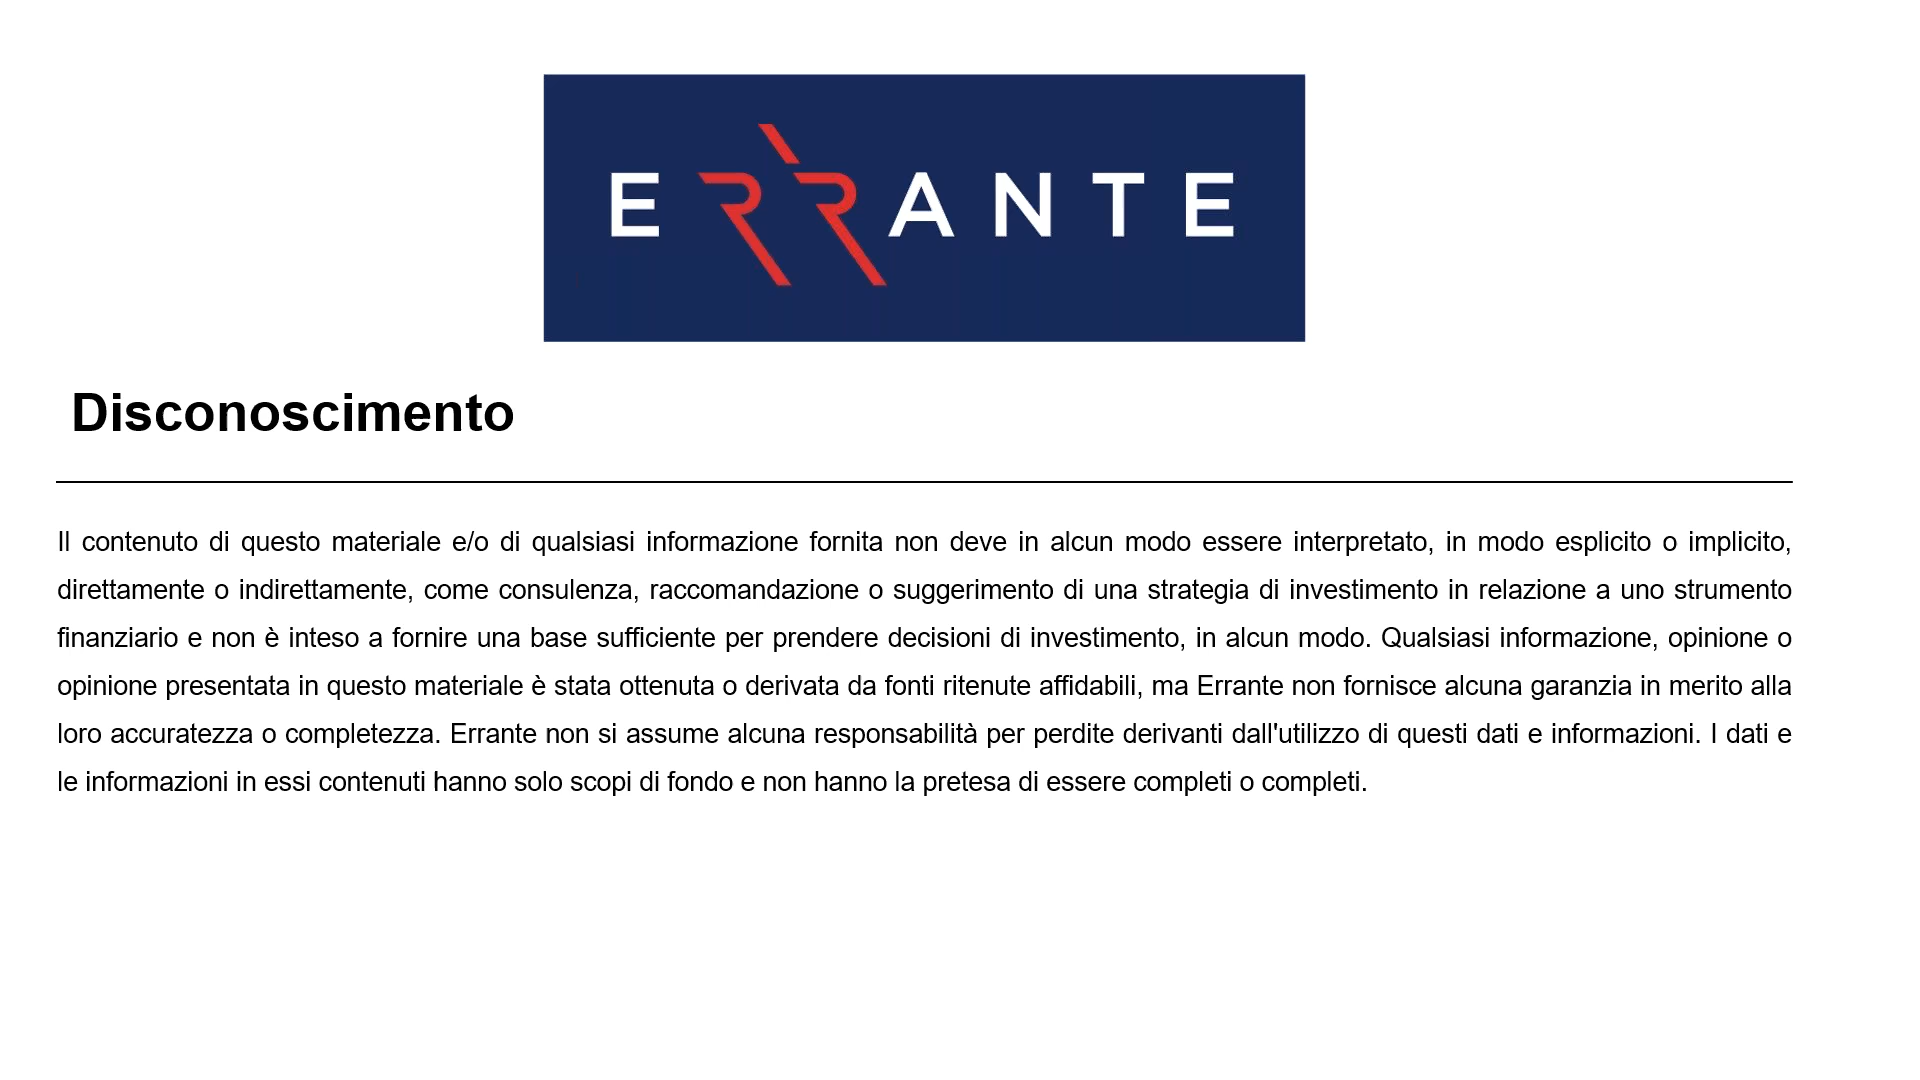 ERRANTE
Disconoscimento
Il contenuto di questo materiale e/o di qualsiasi informazione fornita non deve in alcun modo essere interpretato, in modo esplicito o implicito,
direttamente o indirettamente, come consulenza, raccomandazione o suggerimento di una strategia di investimento in relazione a uno strumento
finanziario e non è inteso a fornire una base sufficiente per prendere decisioni di investimento, in alcun modo. Qualsiasi informazione, opinione o
opinione presentata in questo materiale è stata ottenuta o derivata da fonti ritenute affidabili, ma Errante non fornisce alcuna garanzia in merito alla
loro accuratezza o completezza. Errante non si assume alcuna responsabilità per perdite derivanti dall'utilizzo di questi dati e informazioni. I dati e
le informazioni in essi contenuti hanno solo scopi di fondo e non hanno la pretesa di essere completi o completi.